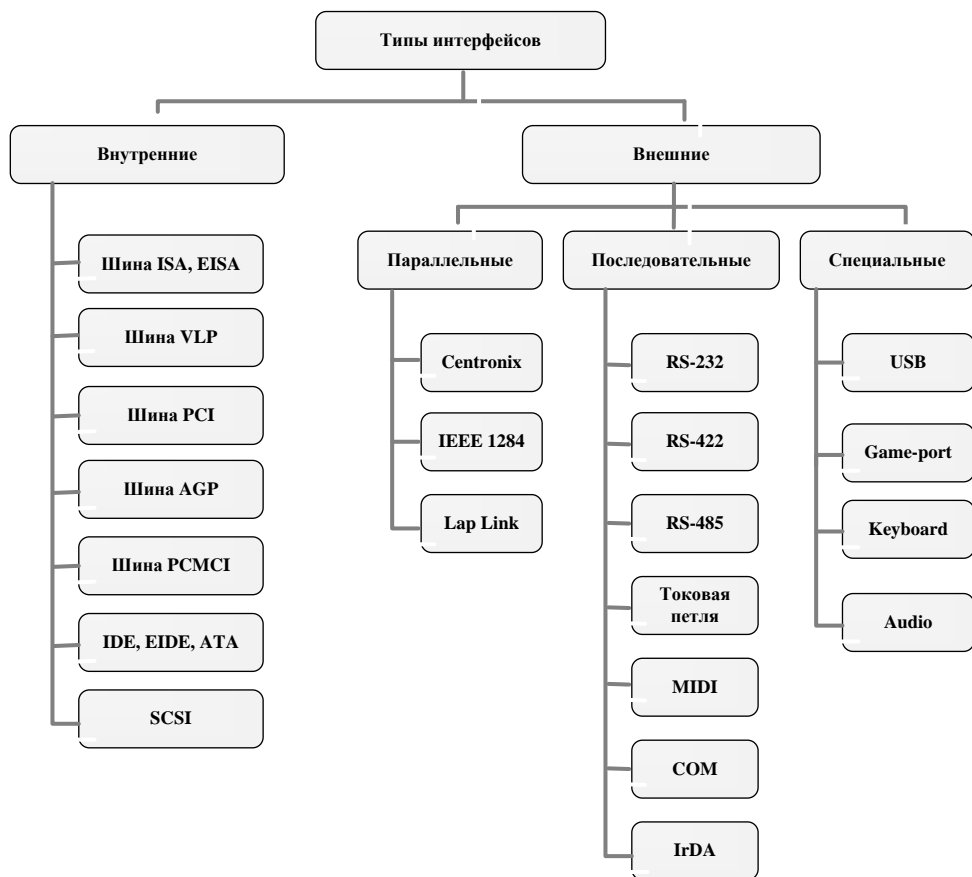 Типы интерфейсов
Внутренние
Внешние
Шина ISA, EISA
Шина VLP
Шина PCI
Шина AGP
Шина PCMCI
IDE, EIDE, ATA
SCSI
Параллельные
Centronix
IEEE 1284
Lap Link
Последовательные
RS-232
RS-422
RS-485
Токовая
петля
MIDI
COM
IrDA
Специальные
USB
Game-port
Keyboard
Audio